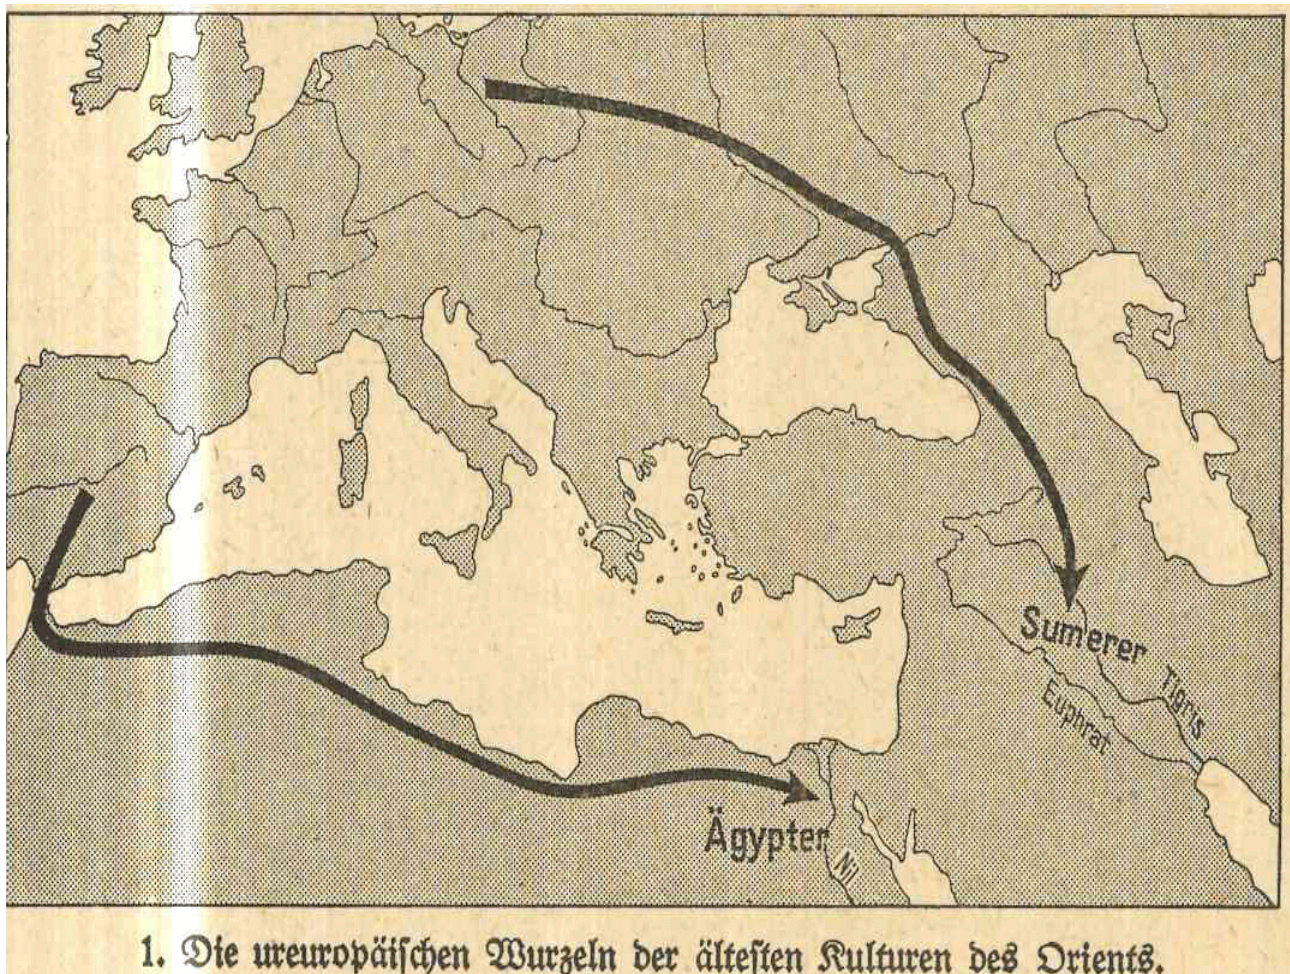 Sumerer
Tigris
Euphrat
Ägypter
Nil
1. Die ureuropäischen Wurzeln der ältesten Kulturen des Orients.